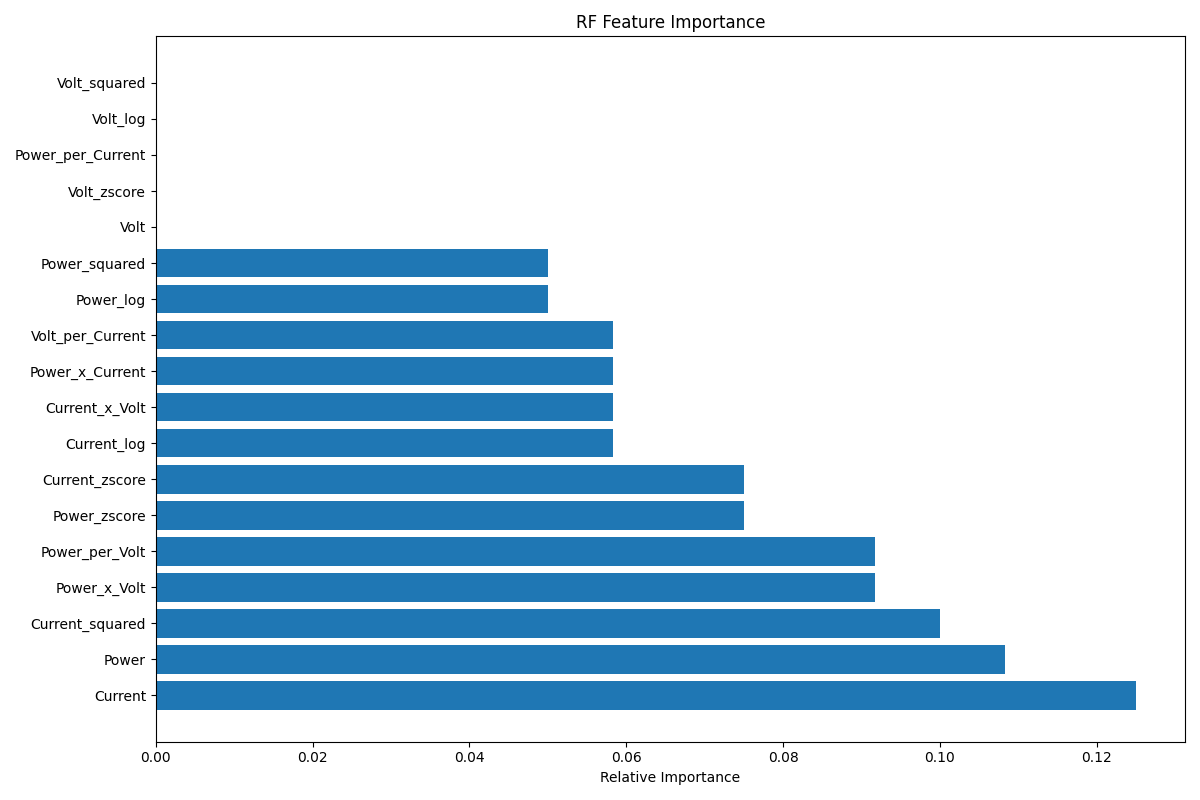 RF Feature Importance
Volt_squared
Volt_log
Power_per_Current
Volt_zscore
Volt
Power_squared
Power_log
Volt_per_Current
Power_x_Current
Current_x_Volt
Current_log
Current_zscore
Power_zscore
Power_per_Volt
Power_x_Volt
Current_squared
Power
Current
0.00 0.02 0.04 0.06 0.08 0.10 0.12
Relative Importance